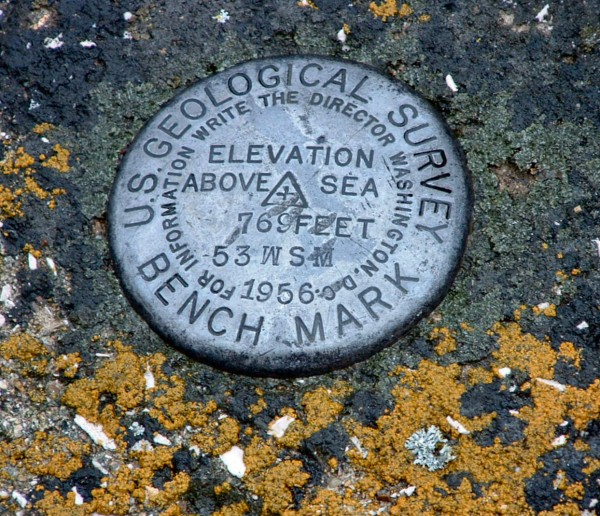 U.S. GEOLOGICAL SURVEY
FOR INFORMATION WRITE THE DIRECTOR WASHINGTON, D.C.
ELEVATION
ABOVE SEA
769 FEET
53 WSM
1956
BENCH MARK